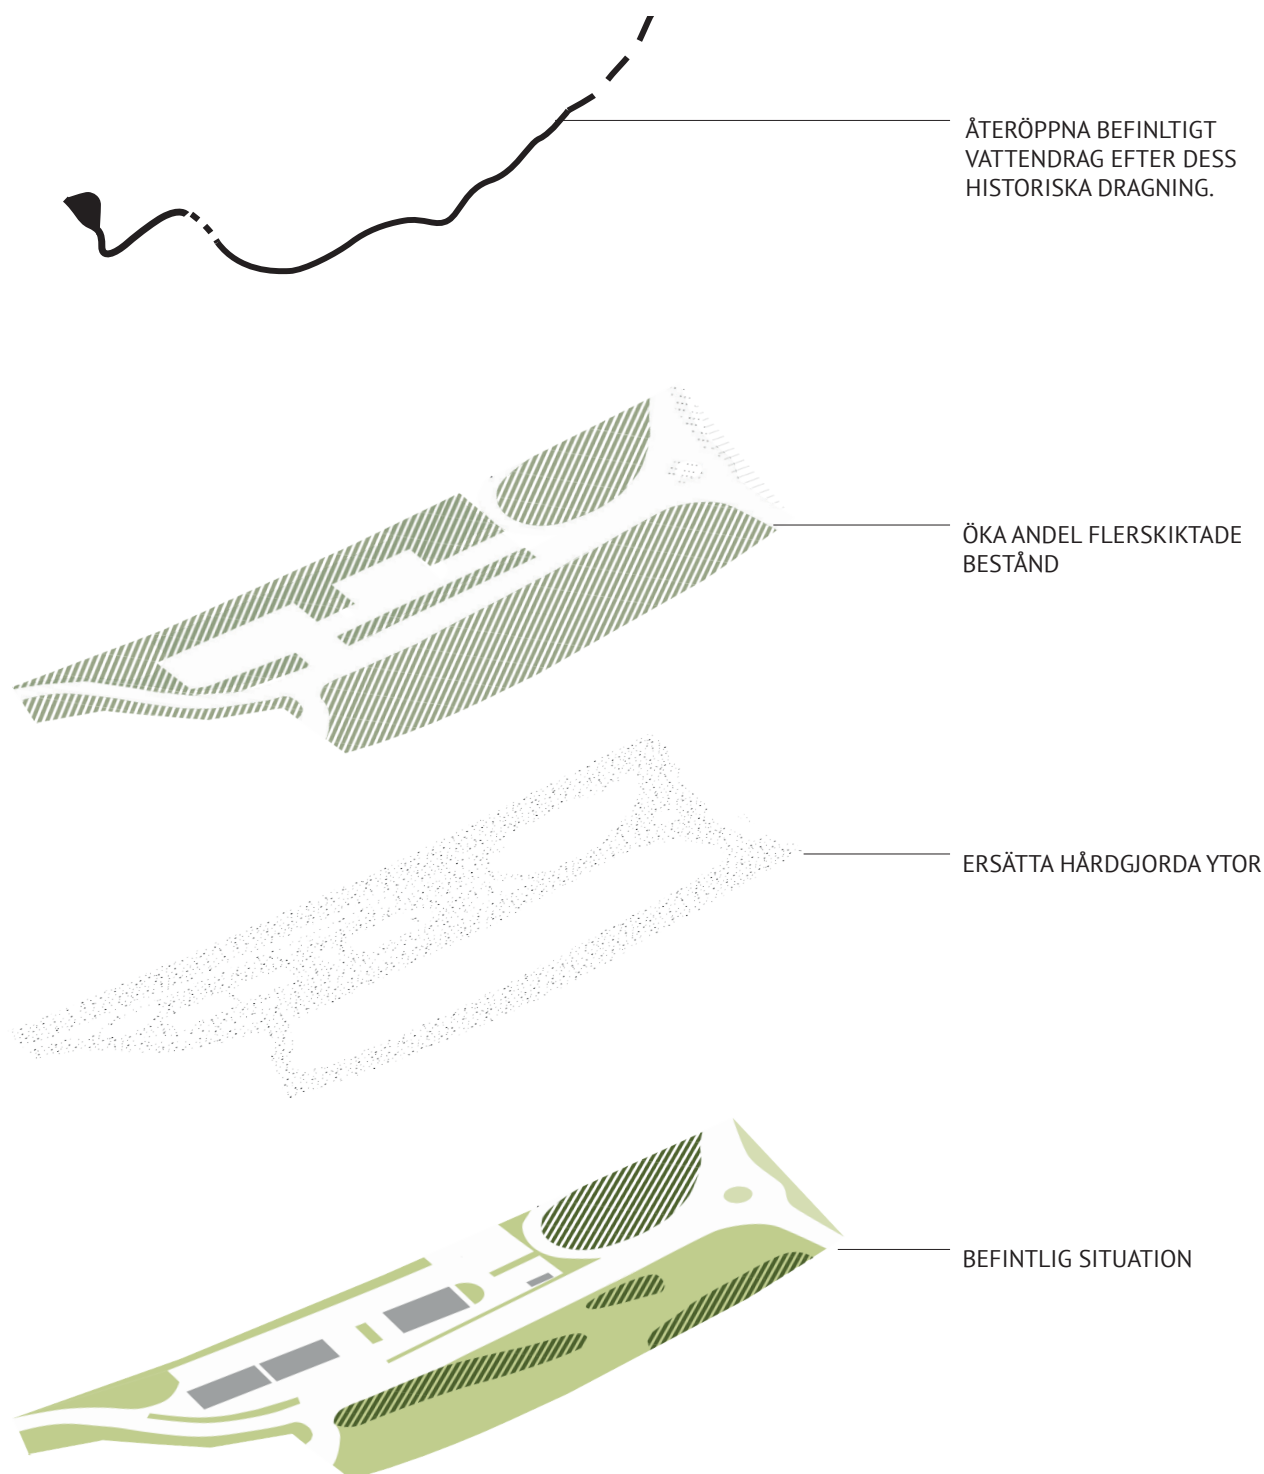 ÅTERÖPPNA BEFINLTIGT
VATTENDRAG EFTER DESS
HISTORISKA DRAGNING.
ÖKA ANDEL FLERSKIKTADE
BESTÅND
ERSÄTTA HÅRDGJORDA YTOR
BEFINTLIG SITUATION